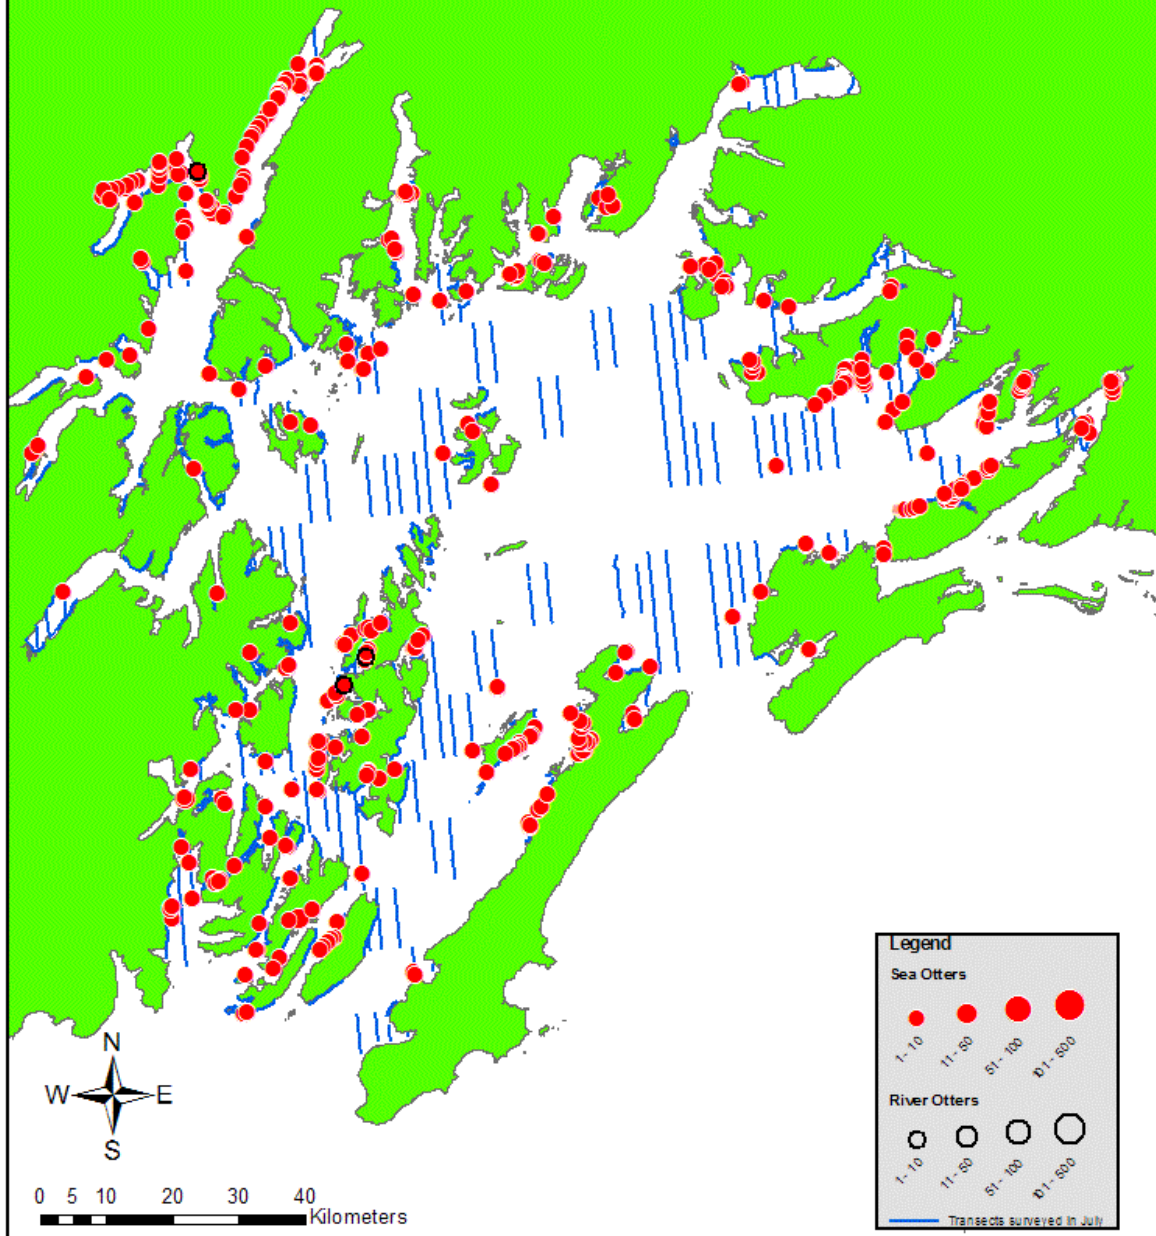 Legend
Sea Otters
1 - 10
11 - 50
51 - 100
101 - 500
River Otters
1 - 10
11 - 50
51 - 100
101 - 500
Transects surveyed in July
N
W E
S
0 5 10 20 30 40
Kilometers